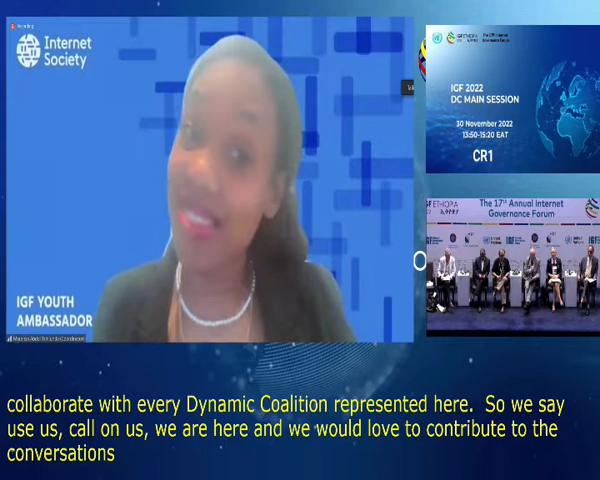 Internet
Society
IGF YOUTH
AMBASSADOR
IGF 2022
DC MAIN SESSION
30 November 2022
13:50-15:20 EAT
CR1
IGF ETHOPA
The 17th Annual Internet
Governance Forum
collaborate with every Dynamic Coalition represented here.  So we say
use us, call on us, we are here and we would love to contribute to the
conversations